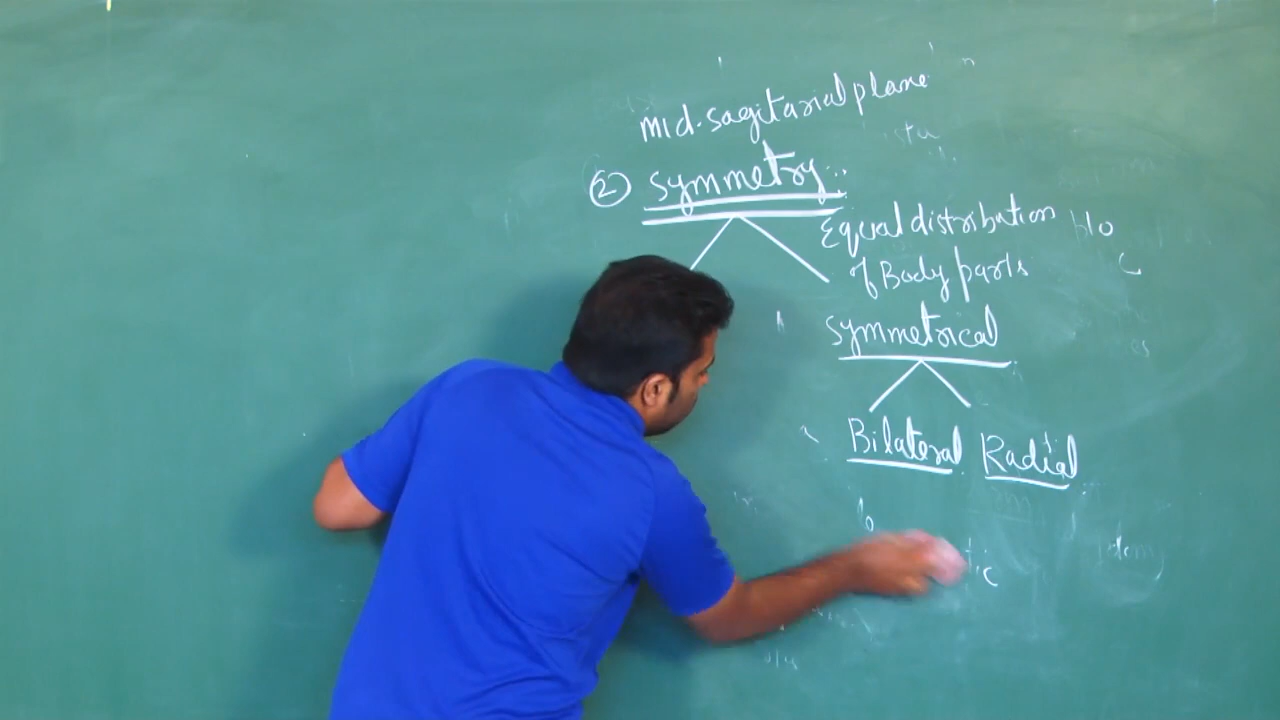 mid-sagitarial plane
② symmetry:
Equal distribution
of Body parts
symmetrical
Bilateral Radial